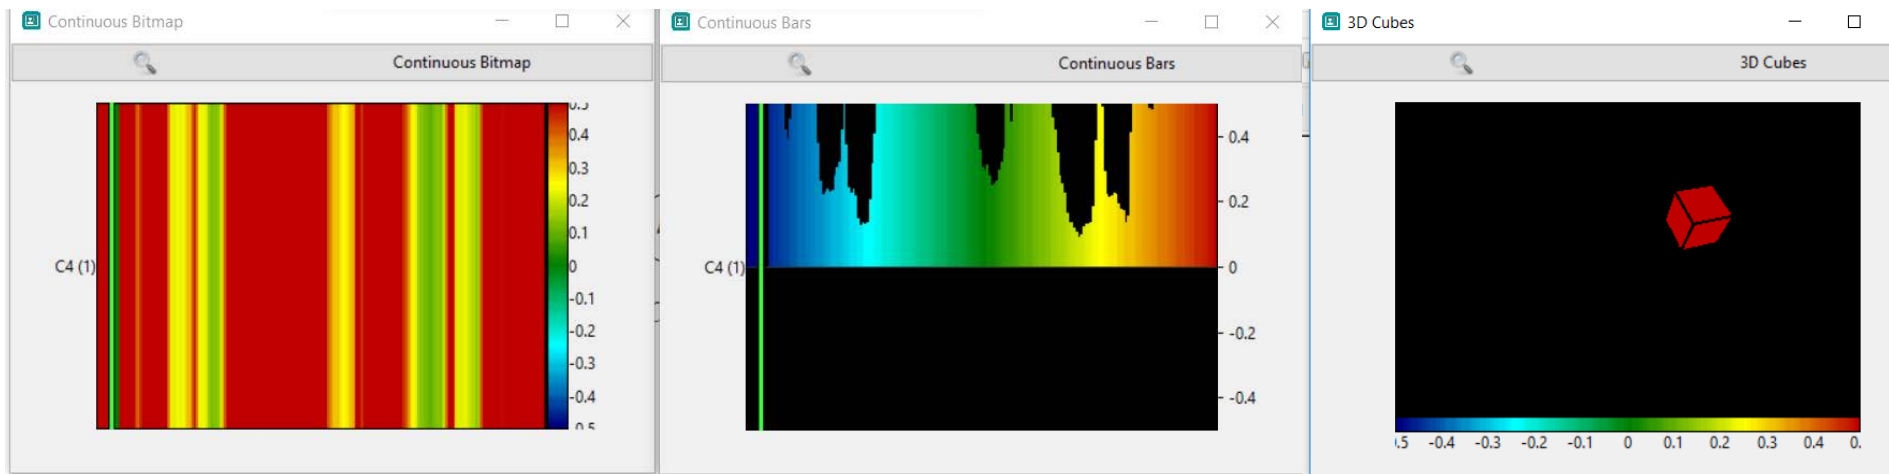 Continuous Bitmap
Continuous Bitmap
0.4
0.3
0.2
0.1
0
-0.1
-0.2
-0.3
-0.4
C4 (1)
Continuous Bars
Continuous Bars
0.4
0.2
0
-0.2
-0.4
C4 (1)
3D Cubes
3D Cubes
-0.4 -0.3 -0.2 -0.1 0 0.1 0.2 0.3 0.4